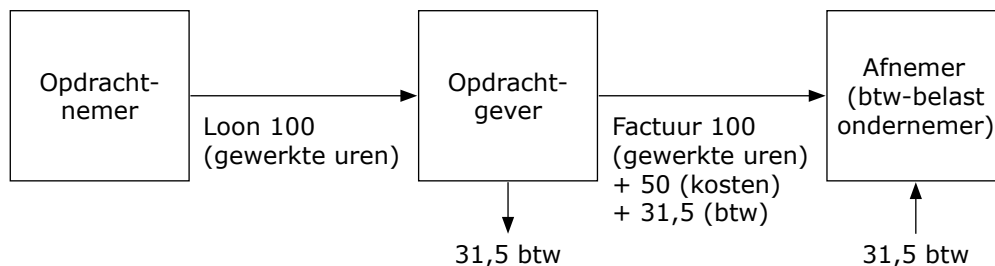 Opdracht-
nemer
Loon 100
(gewerkte uren)
Opdracht-
gever
31,5 btw
Factuur 100
(gewerkte uren)
+ 50 (kosten)
+ 31,5 (btw)
Afnemer
(btw-belast
ondernemer)
31,5 btw